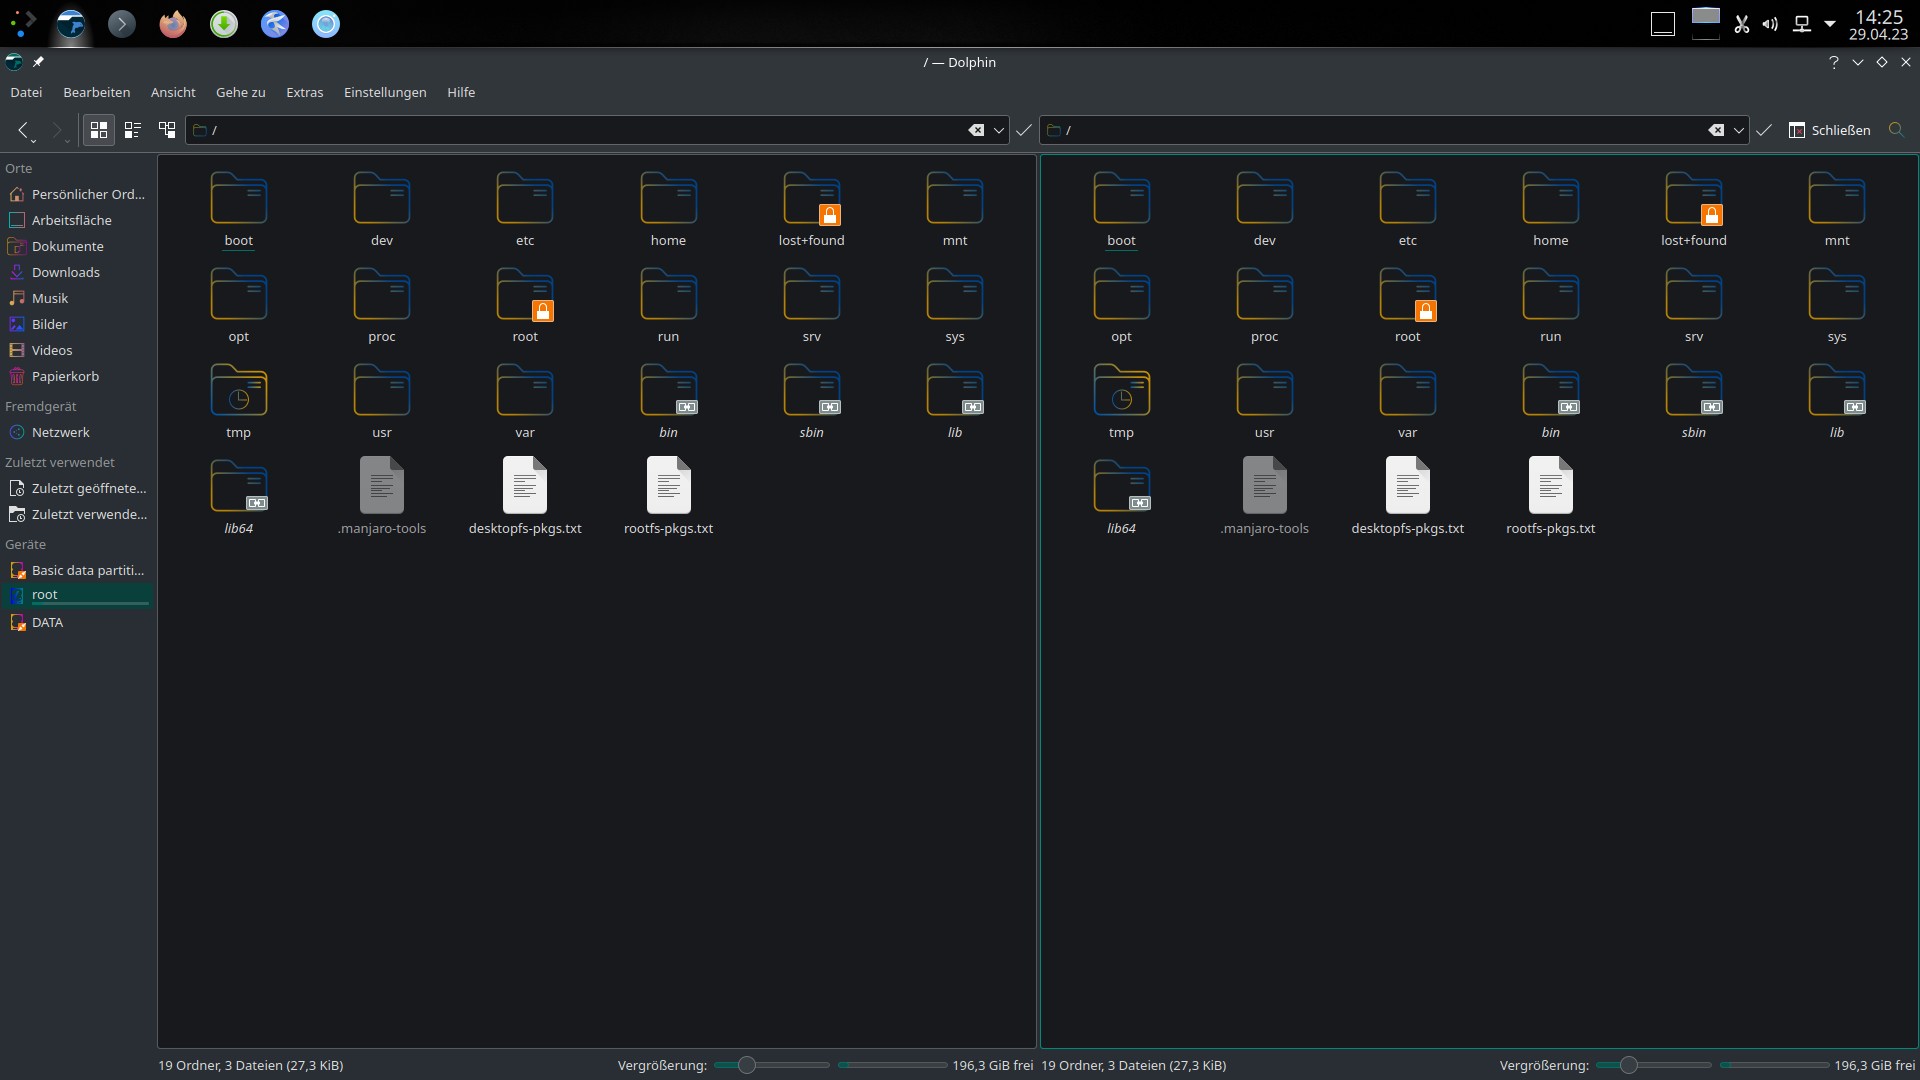 14:25
29.04.23
/ — Dolphin
Datei Bearbeiten Ansicht Gehe zu Extras Einstellungen Hilfe
/ / Schließen
Orte
Persönlicher Ord...
Arbeitsfläche
Dokumente
Downloads
Musik
Bilder
Videos
Papierkorb
Fremdgerät
Netzwerk
Zuletzt verwendet
Zuletzt geöffnete...
Zuletzt verwende...
Geräte
Basic data partiti...
root
DATA
boot dev etc home lost+found mnt
opt proc root run srv sys
tmp usr var bin sbin lib
lib64 .manjaro-tools desktopfs-pkgs.txt rootfs-pkgs.txt
19 Ordner, 3 Dateien (27,3 KiB) Vergrößerung: 196,3 GiB frei
boot dev etc home lost+found mnt
opt proc root run srv sys
tmp usr var bin sbin lib
lib64 .manjaro-tools desktopfs-pkgs.txt rootfs-pkgs.txt
19 Ordner, 3 Dateien (27,3 KiB) Vergrößerung: 196,3 GiB frei